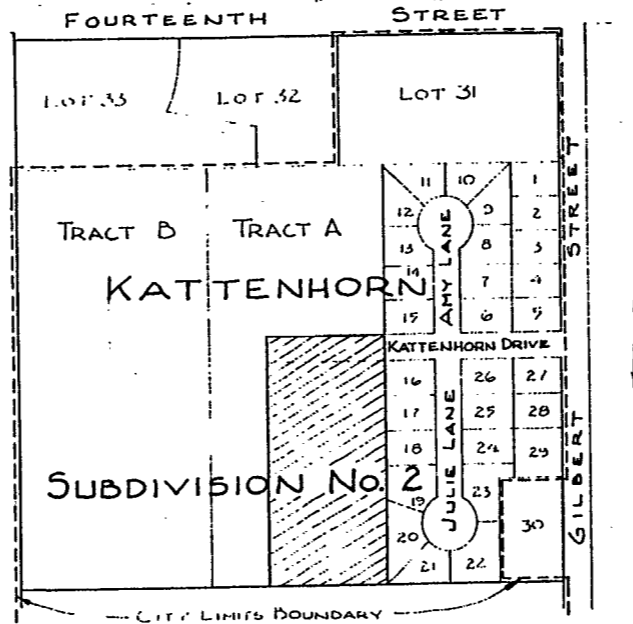 FOURTEENTH STREET
LOT 33 LOT 32 LOT 31
STREET
11 10 1
12 9 2
TRACT B TRACT A
13 8 3
AMY LANE
14 7 4
KATTENHORN
15 6 5
KATTENHORN DRIVE
16 26 27
17 25 28
18 24 29
JULIE LANE
GILBERT
SUBDIVISION No. 2
19 23
20 30
21 22
CITY LIMITS BOUNDARY